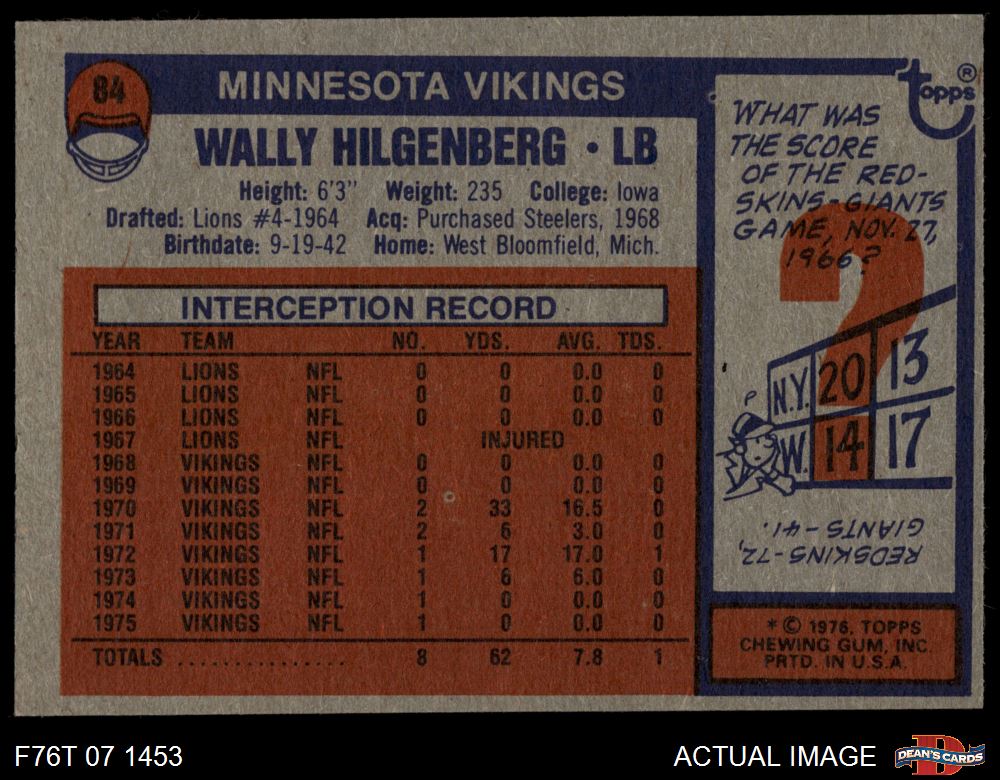 84
MINNESOTA VIKINGS
WALLY HILGENBERG • LB
Height: 6'3" Weight: 235 College: Iowa
Drafted: Lions #4-1964 Acq: Purchased Steelers, 1968
Birthdate: 9-19-42 Home: West Bloomfield, Mich.
INTERCEPTION RECORD
YEAR TEAM NO. YDS. AVG. TDS.
1964 LIONS NFL 0 0 0.0 0
1965 LIONS NFL 0 0 0.0 0
1966 LIONS NFL 0 0 0.0 0
1967 LIONS NFL INJURED
1968 VIKINGS NFL 0 0 0.0 0
1969 VIKINGS NFL 0 0 0.0 0
1970 VIKINGS NFL 2 33 16.5 0
1971 VIKINGS NFL 2 6 3.0 0
1972 VIKINGS NFL 1 17 17.0 1
1973 VIKINGS NFL 1 6 6.0 0
1974 VIKINGS NFL 1 0 0.0 0
1975 VIKINGS NFL 1 0 0.0 0
TOTALS ................ 8 62 7.8 1
topps®
WHAT WAS
THE SCORE
OF THE RED-
SKINS-GIANTS
GAME, NOV. 27,
1966?
?
N.Y. 20 13
W. 14 17
REDSKINS-72,
GIANTS-41.
* © 1976, TOPPS
CHEWING GUM, INC.
PRTD. IN U.S.A.
F76T 07 1453
ACTUAL IMAGE
DEAN'S CARDS